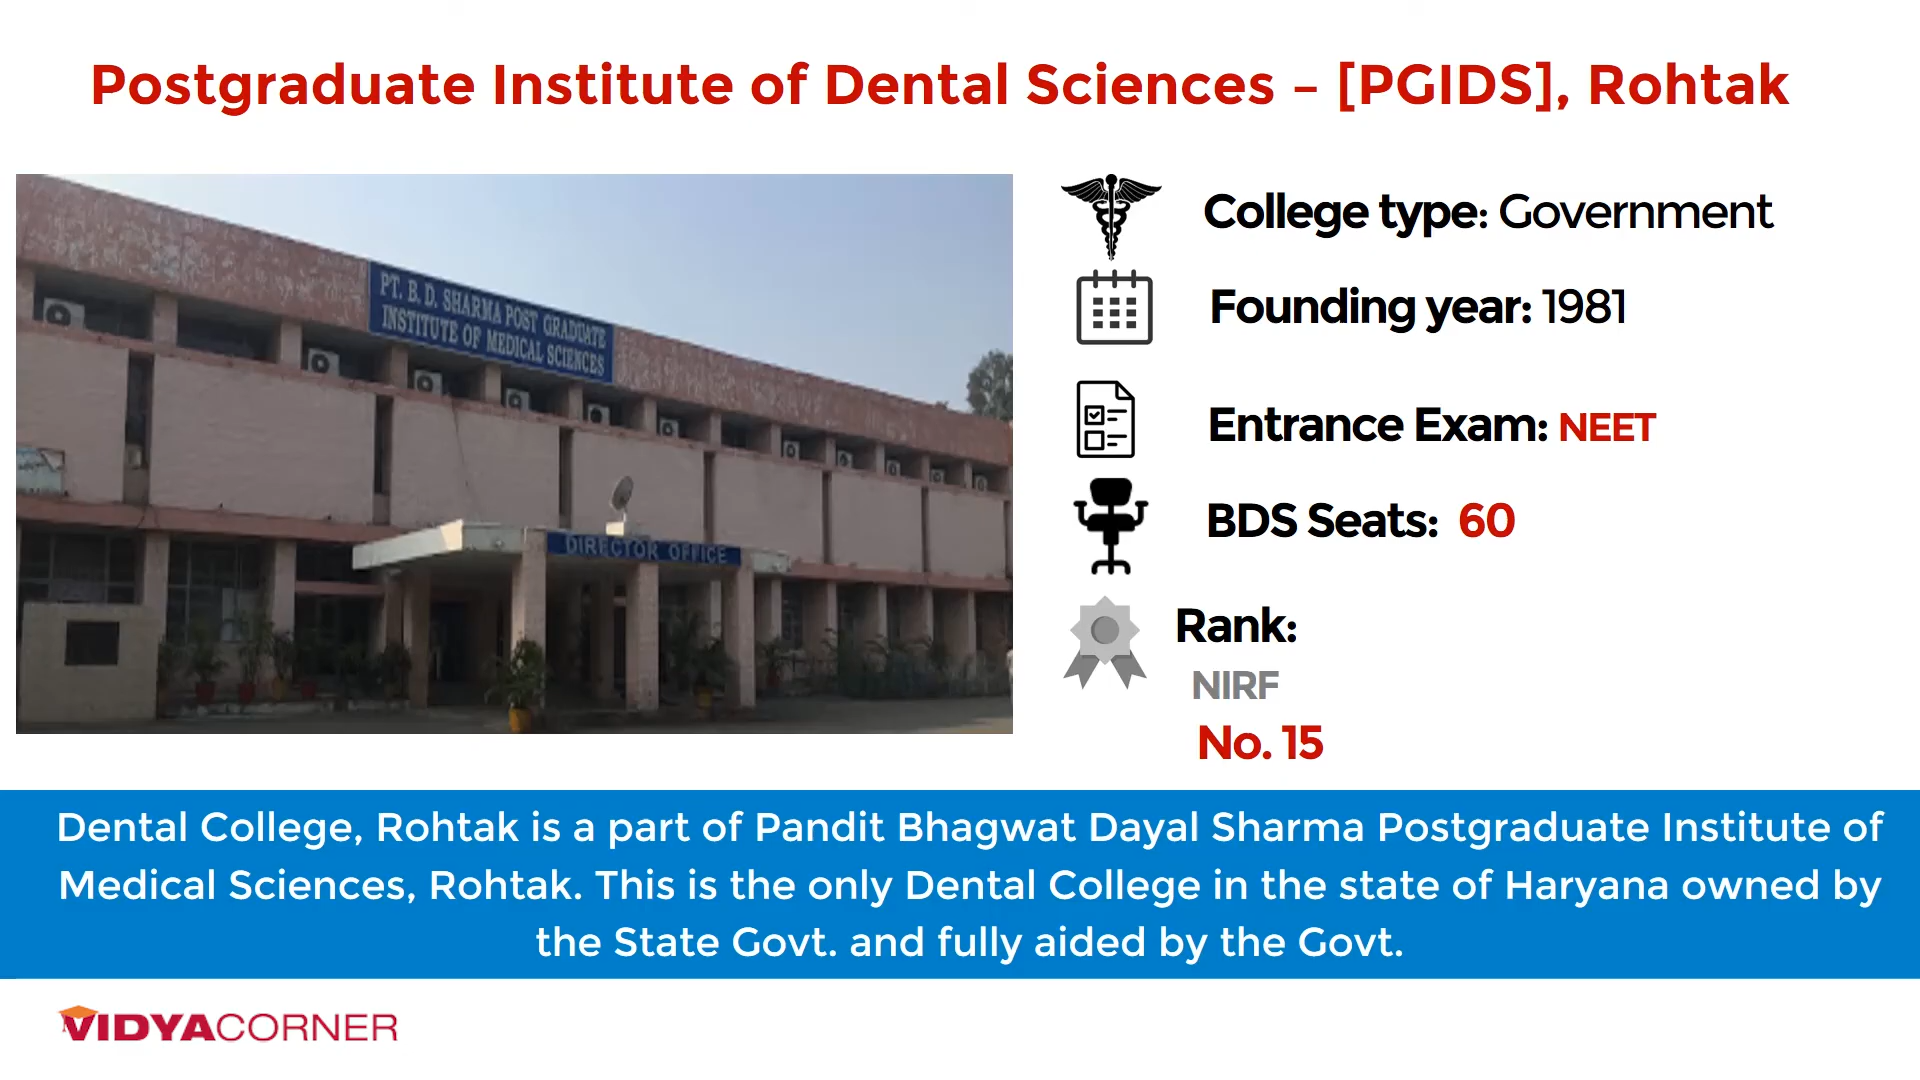 Postgraduate Institute of Dental Sciences – [PGIDS], Rohtak
PT. B. D. SHARMA POST GRADUATE
INSTITUTE OF MEDICAL SCIENCES
DIRECTOR OFFICE
College type: Government
Founding year: 1981
Entrance Exam: NEET
BDS Seats: 60
Rank:
NIRF
No. 15
Dental College, Rohtak is a part of Pandit Bhagwat Dayal Sharma Postgraduate Institute of
Medical Sciences, Rohtak. This is the only Dental College in the state of Haryana owned by
the State Govt. and fully aided by the Govt.
VIDYACORNER